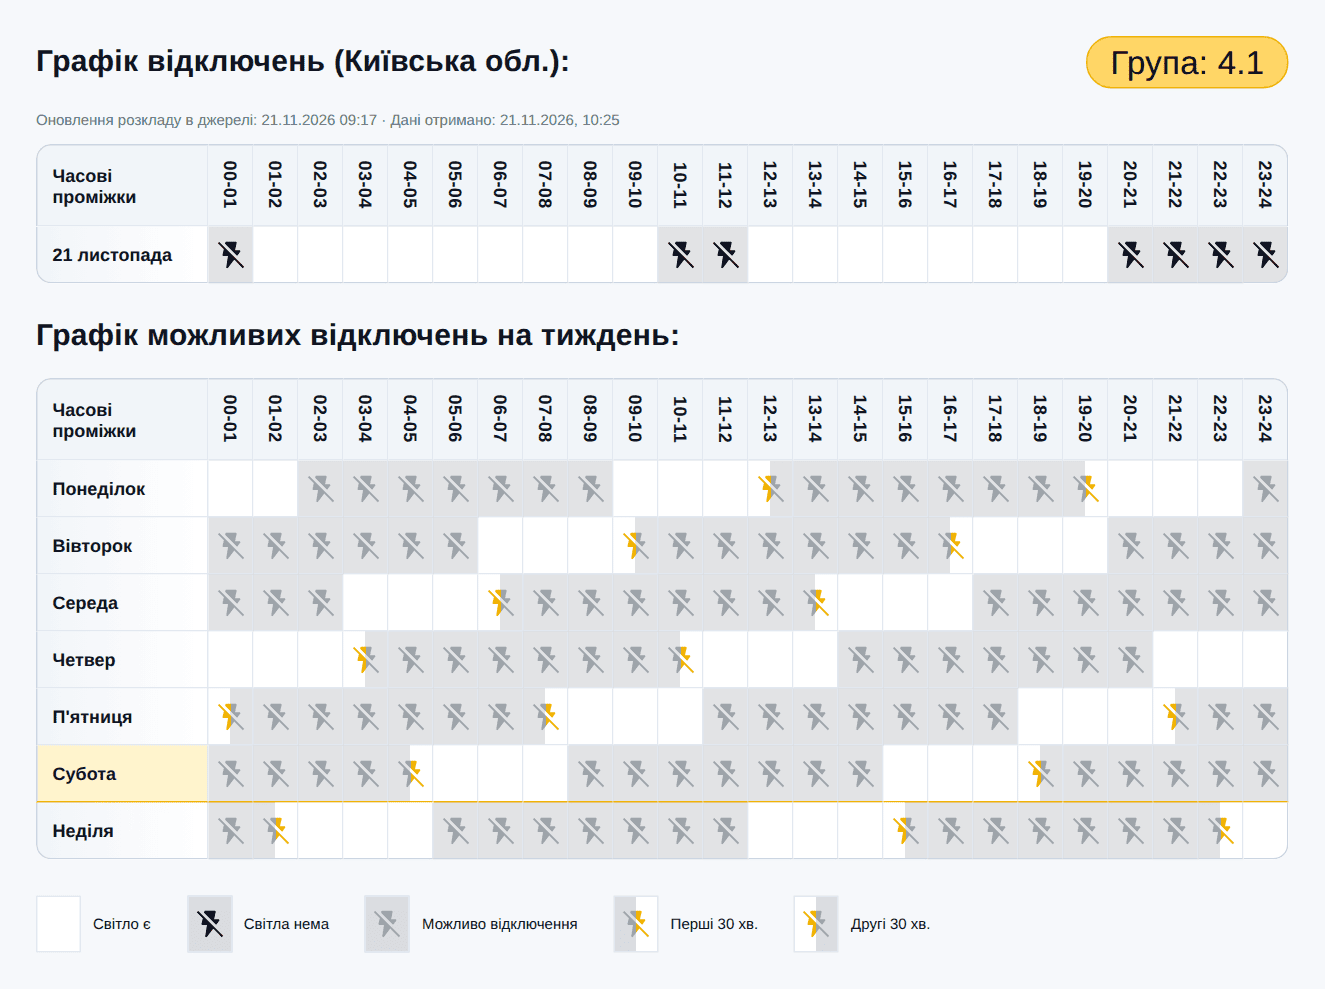 Графік відключень (Київська обл.):
Група: 4.1
Оновлення розкладу в джерелі: 21.11.2026 09:17 · Дані отримано: 21.11.2026, 10:25
Часові проміжки 00-01 01-02 02-03 03-04 04-05 05-06 06-07 07-08 08-09 09-10 10-11 11-12 12-13 13-14 14-15 15-16 16-17 17-18 18-19 19-20 20-21 21-22 22-23 23-24
21 листопада
Графік можливих відключень на тиждень:
Часові проміжки 00-01 01-02 02-03 03-04 04-05 05-06 06-07 07-08 08-09 09-10 10-11 11-12 12-13 13-14 14-15 15-16 16-17 17-18 18-19 19-20 20-21 21-22 22-23 23-24
Понеділок
Вівторок
Середа
Четвер
П'ятниця
Субота
Неділя
Світло є Світла нема Можливо відключення Перші 30 хв. Другі 30 хв.